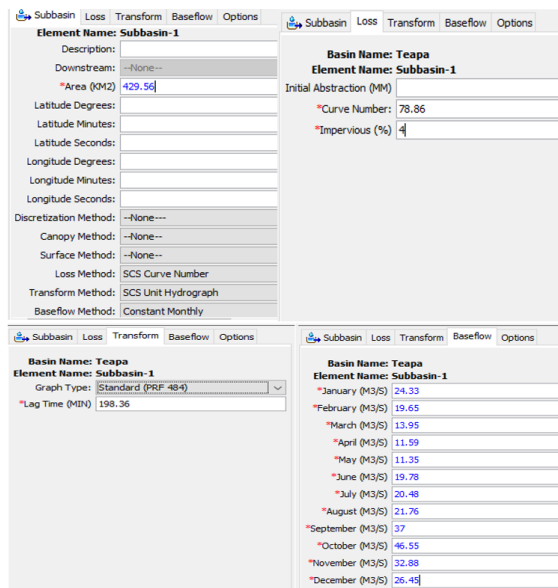 Subbasin Loss Transform Baseflow Options
Element Name: Subbasin-1
Description:
Downstream: --None--
*Area (KM2) 429.56
Latitude Degrees:
Latitude Minutes:
Latitude Seconds:
Longitude Degrees:
Longitude Minutes:
Longitude Seconds:
Discretization Method: --None---
Canopy Method: --None--
Surface Method: --None--
Loss Method: SCS Curve Number
Transform Method: SCS Unit Hydrograph
Baseflow Method: Constant Monthly
Subbasin Loss Transform Baseflow Options
Basin Name: Teapa
Element Name: Subbasin-1
Initial Abstraction (MM)
*Curve Number: 78.86
*Impervious (%) 4
Subbasin Loss Transform Baseflow Options
Basin Name: Teapa
Element Name: Subbasin-1
Graph Type: Standard (PRF 484)
*Lag Time (MIN) 198.36
Subbasin Loss Transform Baseflow Options
Basin Name: Teapa
Element Name: Subbasin-1
*January (M3/S) 24.33
*February (M3/S) 19.65
*March (M3/S) 13.95
*April (M3/S) 11.59
*May (M3/S) 11.35
*June (M3/S) 19.78
*July (M3/S) 20.48
*August (M3/S) 21.76
*September (M3/S) 37
*October (M3/S) 46.55
*November (M3/S) 32.88
*December (M3/S) 26.45